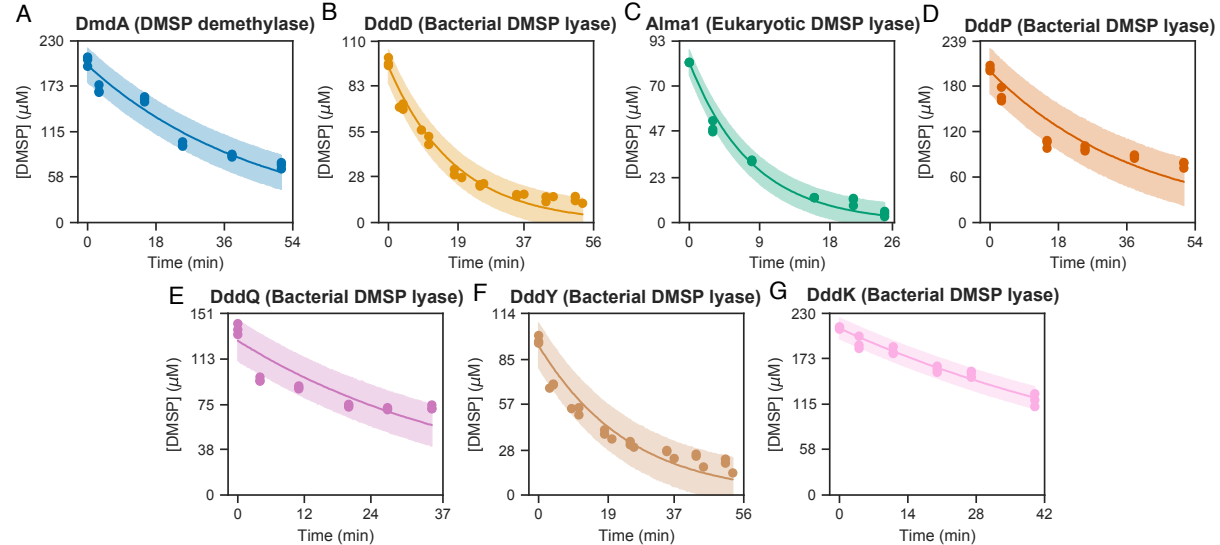 A DmdA (DMSP demethylase)
230
173
115
58
0
[DMSP] (µM)
0 18 36 54
Time (min)
B DddD (Bacterial DMSP lyase)
110
83
55
28
0
[DMSP] (µM)
0 19 37 56
Time (min)
C Alma1 (Eukaryotic DMSP lyase)
93
70
47
23
0
[DMSP] (µM)
0 9 18 26
Time (min)
D DddP (Bacterial DMSP lyase)
239
180
120
60
0
[DMSP] (µM)
0 18 36 54
Time (min)
E DddQ (Bacterial DMSP lyase)
151
113
75
38
0
[DMSP] (µM)
0 12 24 37
Time (min)
F DddY (Bacterial DMSP lyase)
114
85
57
28
0
[DMSP] (µM)
0 19 37 56
Time (min)
G DddK (Bacterial DMSP lyase)
230
173
115
58
0
[DMSP] (µM)
0 14 28 42
Time (min)